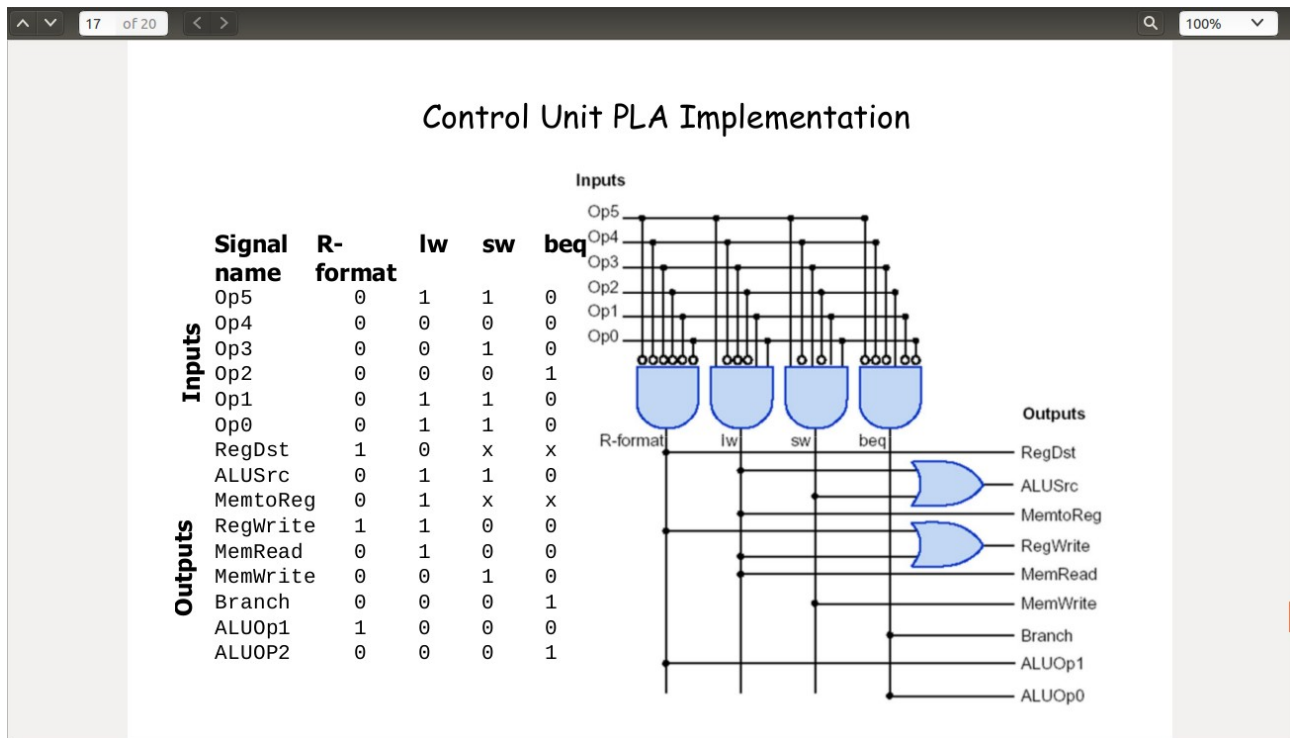 17 of 20
100%
Control Unit PLA Implementation
Signal name R-format lw sw beq
Inputs
Op5 0 1 1 0
Op4 0 0 0 0
Op3 0 0 1 0
Op2 0 0 0 1
Op1 0 1 1 0
Op0 0 1 1 0
Outputs
RegDst 1 0 x x
ALUSrc 0 1 1 0
MemtoReg 0 1 x x
RegWrite 1 1 0 0
MemRead 0 1 0 0
MemWrite 0 0 1 0
Branch 0 0 0 1
ALUOp1 1 0 0 0
ALUOP2 0 0 0 1
Inputs
Op5
Op4
Op3
Op2
Op1
Op0
R-format lw sw beq
Outputs
RegDst
ALUSrc
MemtoReg
RegWrite
MemRead
MemWrite
Branch
ALUOp1
ALUOp0